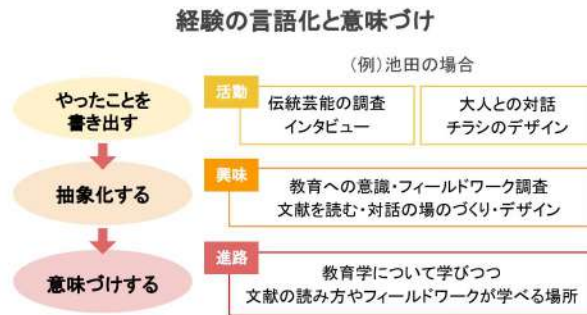 経験の言語化と意味づけ
(例)池田の場合
やったことを
書き出す
活動
伝統芸能の調査
インタビュー
大人との対話
チラシのデザイン
抽象化する
興味
教育への意識・フィールドワーク調査
文献を読む・対話の場のづくり・デザイン
意味づけする
進路
教育学について学びつつ
文献の読み方やフィールドワークが学べる場所